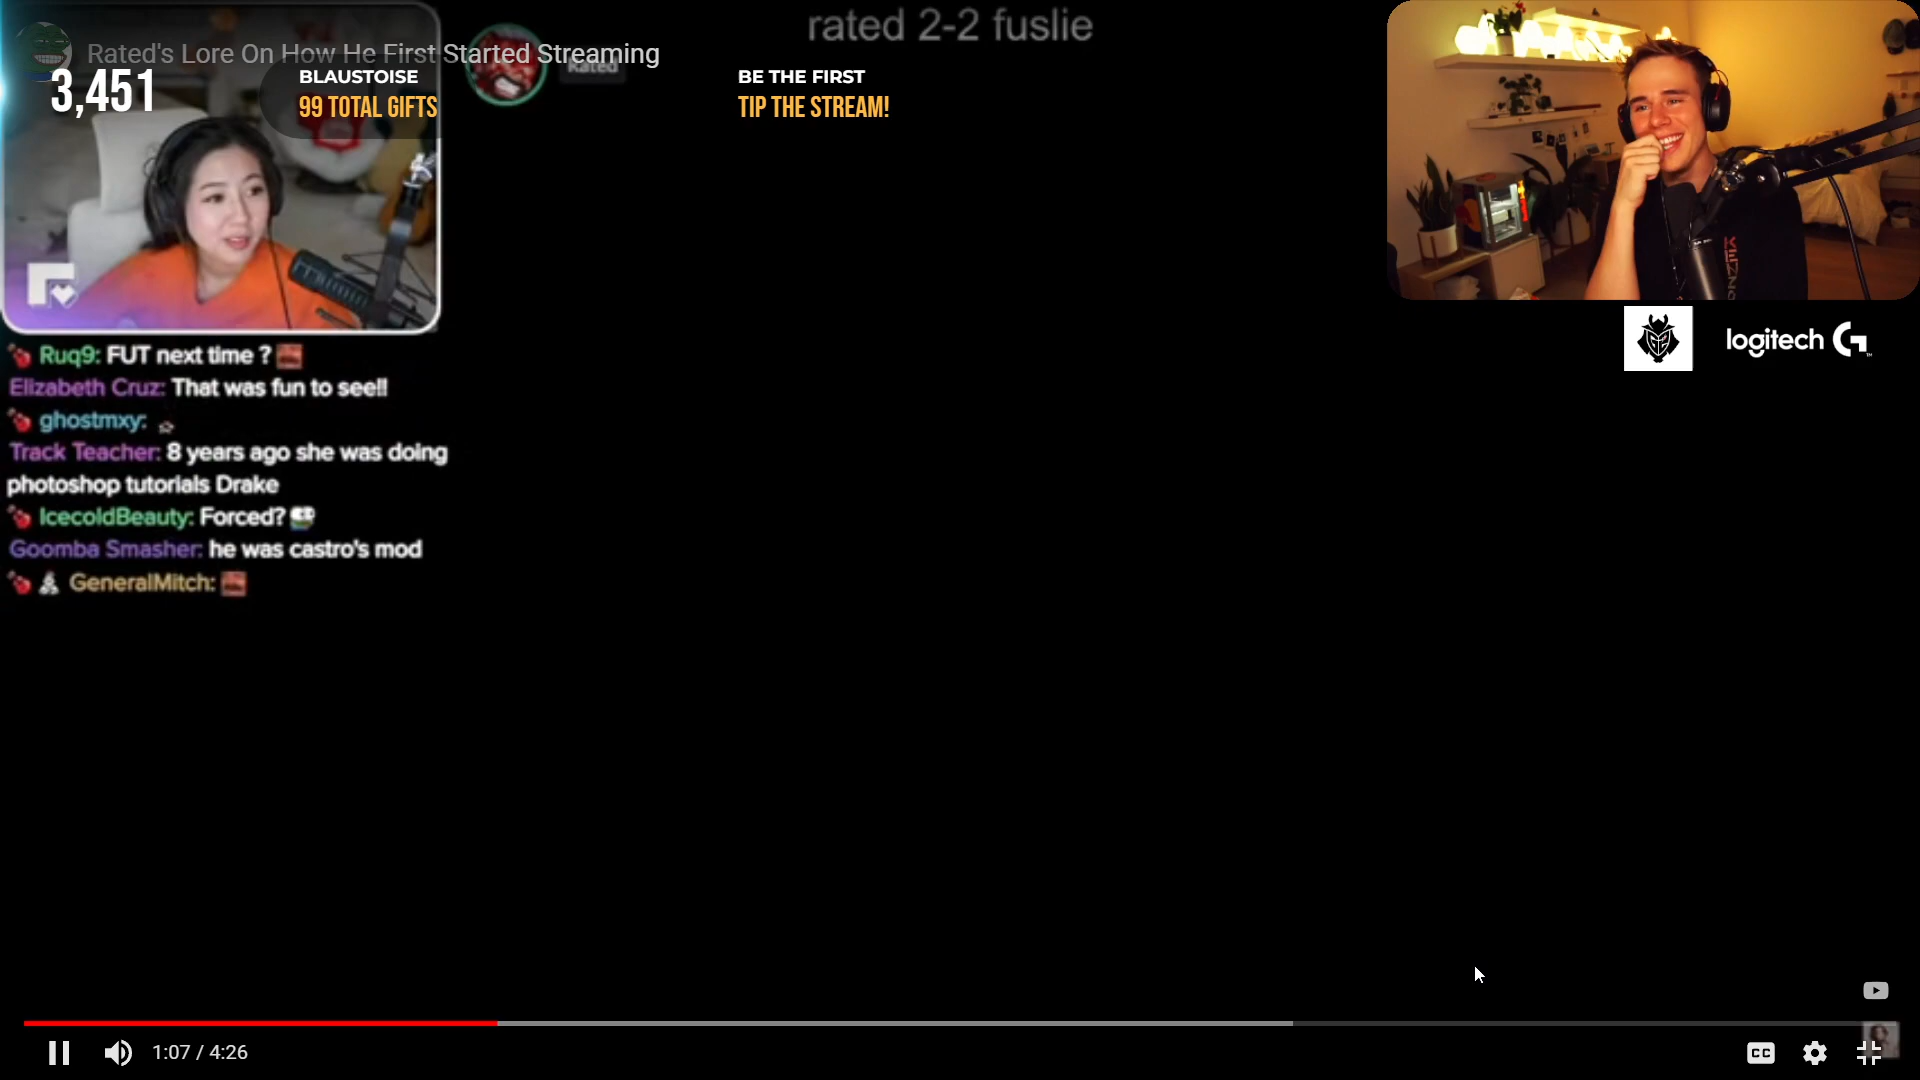 rated 2-2 fuslie
Rated's Lore On How He First Started Streaming
Rated
3,451
BLAUSTOISE
99 TOTAL GIFTS
BE THE FIRST
TIP THE STREAM!
logitech G
Ruq9: FUT next time ?
Elizabeth Cruz: That was fun to see!!
ghostmxy:
Track Teacher: 8 years ago she was doing
photoshop tutorials Drake
IcecoldBeauty: Forced?
Goomba Smasher: he was castro's mod
GeneralMitch:
1:07 / 4:26
CC